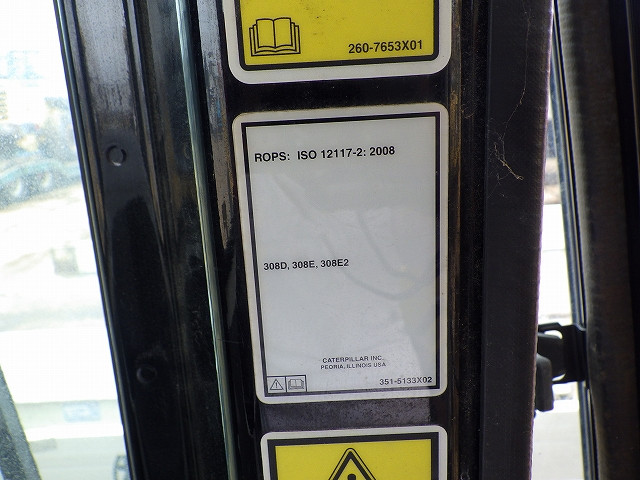 260-7653X01
ROPS: ISO 12117-2: 2008
308D, 308E, 308E2
CATERPILLAR INC.
PEORIA, ILLINOIS USA
351-5133X02